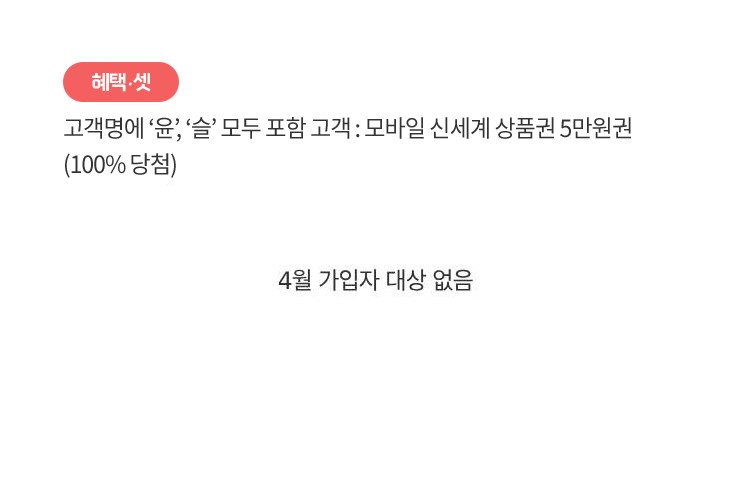 혜택·셋
고객명에 ‘윤’, ‘슬’ 모두 포함 고객 : 모바일 신세계 상품권 5만원권
(100% 당첨)
4월 가입자 대상 없음